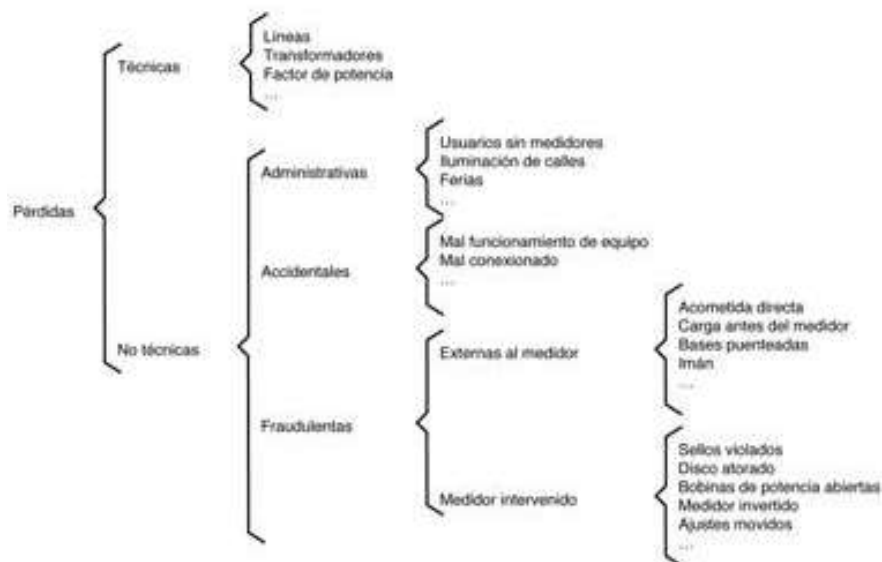 Pérdidas
Técnicas
Líneas
Transformadores
Factor de potencia
...
No técnicas
Administrativas
Usuarios sin medidores
Iluminación de calles
Ferias
...
Accidentales
Mal funcionamiento de equipo
Mal conexionado
...
Fraudulentas
Externas al medidor
Acometida directa
Carga antes del medidor
Bases puenteadas
Imán
...
Medidor intervenido
Sellos violados
Disco atorado
Bobinas de potencia abiertas
Medidor invertido
Ajustes movidos
...